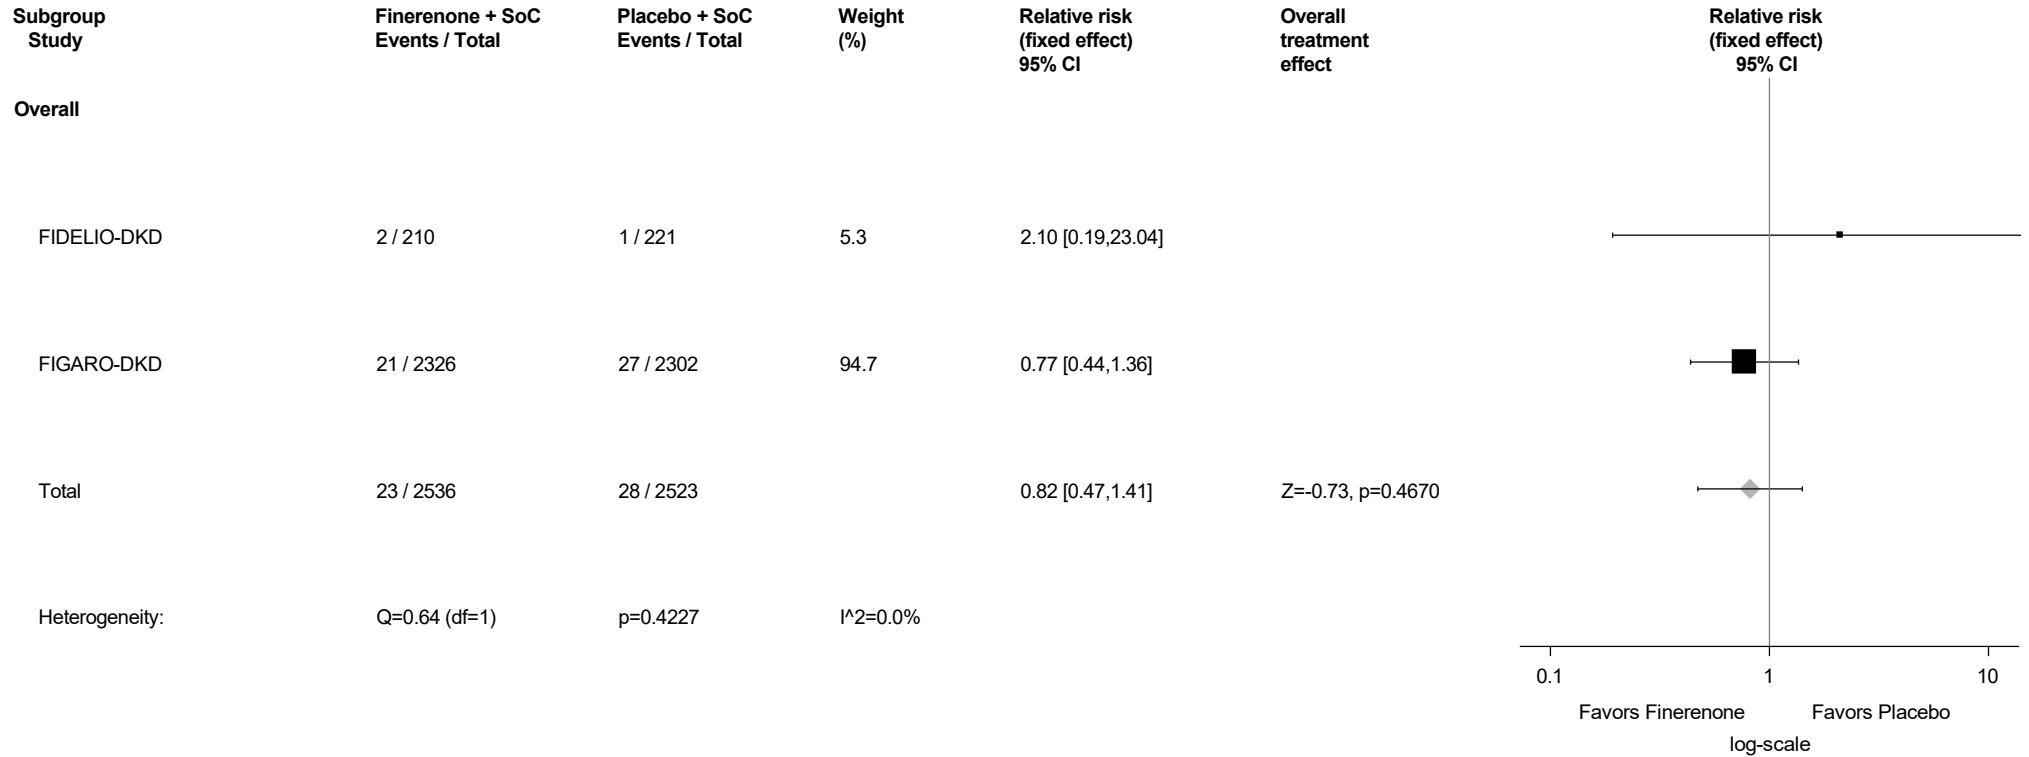 Subgroup Finerenone + SoC Placebo + SoC Weight Relative risk Overall Relative risk
Study Events / Total Events / Total (%) (fixed effect) treatment (fixed effect)
95% CI effect 95% CI
Overall
FIDELIO-DKD 2 / 210 1 / 221 5.3 2.10 [0.19,23.04]
FIGARO-DKD 21 / 2326 27 / 2302 94.7 0.77 [0.44,1.36]
Total 23 / 2536 28 / 2523 0.82 [0.47,1.41] Z=-0.73, p=0.4670
Heterogeneity: Q=0.64 (df=1) p=0.4227 I^2=0.0%
0.1 1 10
Favors Finerenone Favors Placebo
log-scale